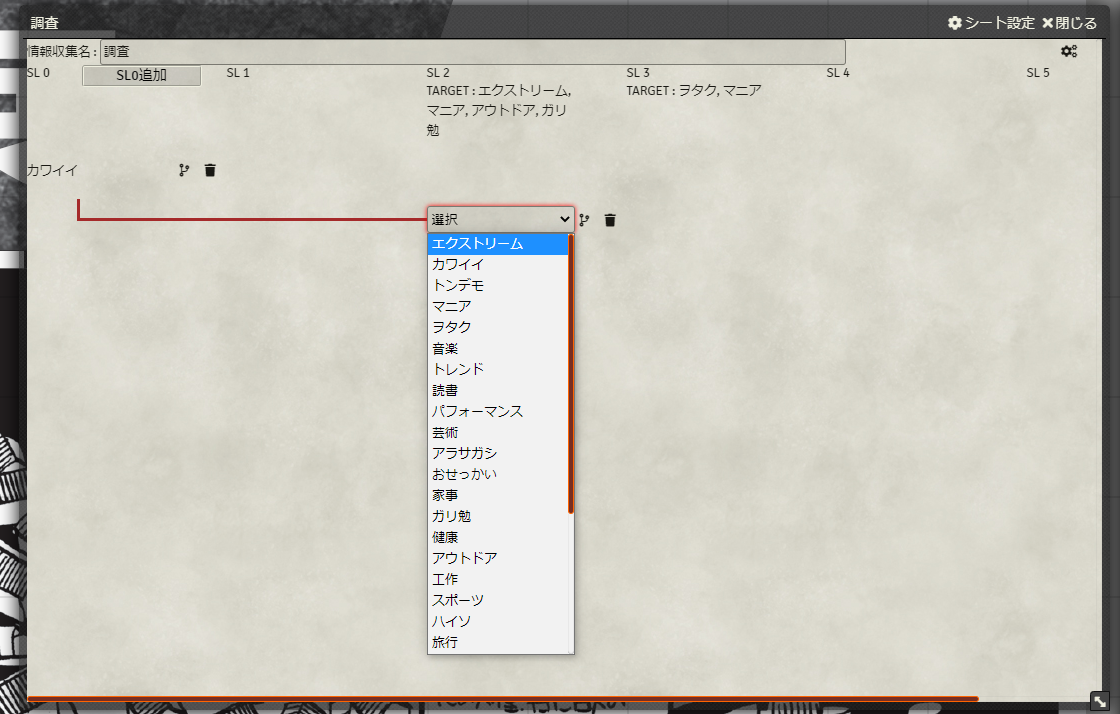 調査
シート設定 閉じる
情報収集名: 調査
SL 0 SL0追加 SL 1 SL 2 SL 3 SL 4 SL 5
TARGET : エクストリーム, マニア, アウトドア, ガリ勉
TARGET : ヲタク, マニア
カワイイ
選択
エクストリーム
カワイイ
トンデモ
マニア
ヲタク
音楽
トレンド
読書
パフォーマンス
芸術
アラサガシ
おせっかい
家事
ガリ勉
健康
アウトドア
工作
スポーツ
ハイソ
旅行